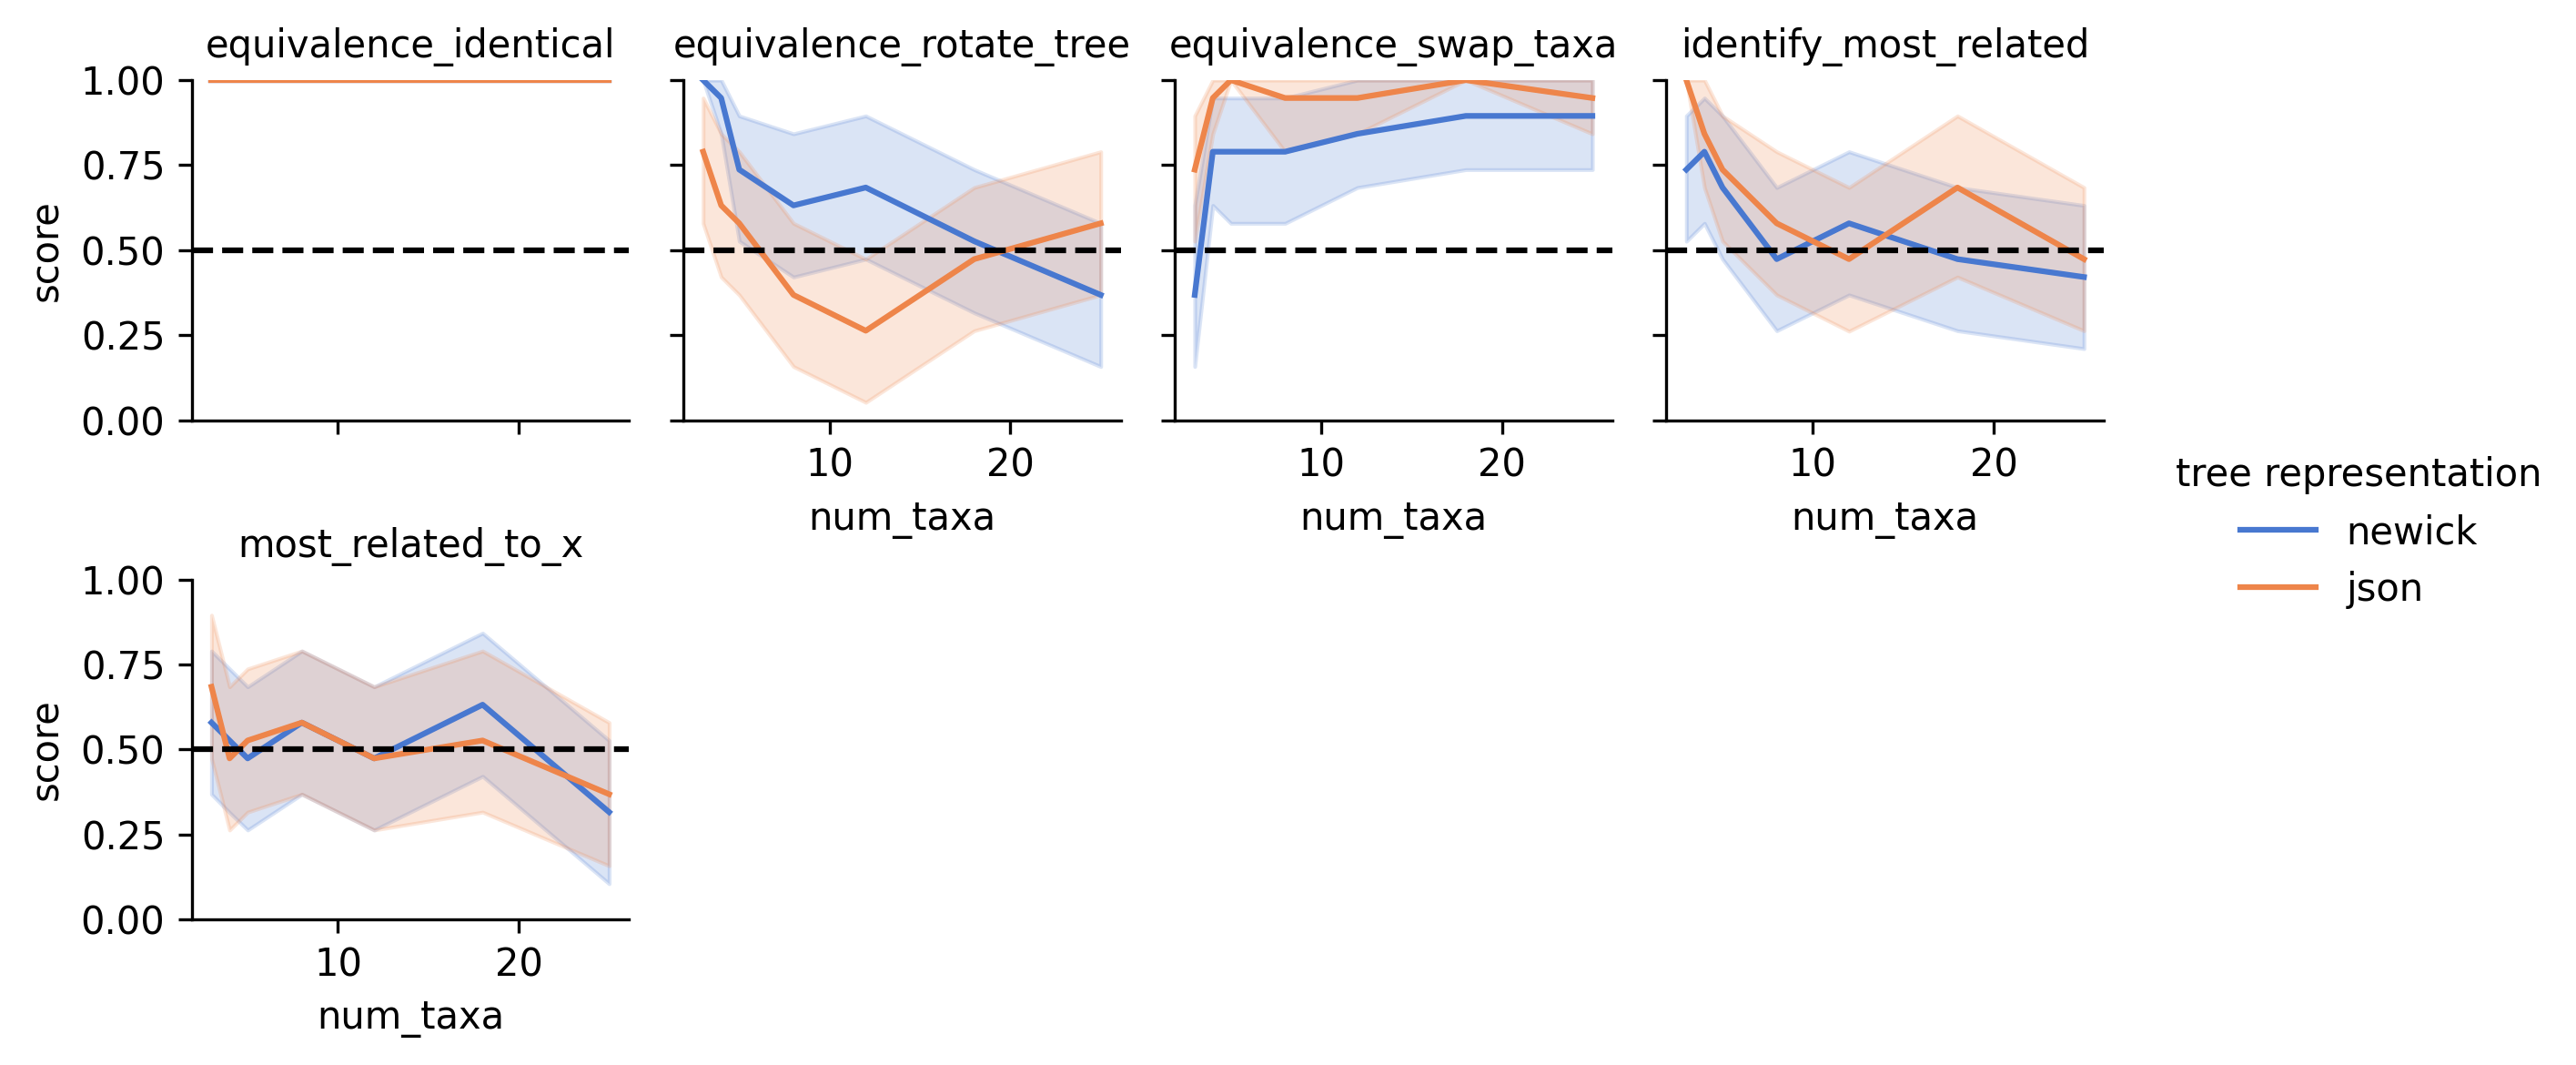 equivalence_identical
equivalence_rotate_tree
equivalence_swap_taxa
identify_most_related
1.00
0.75
0.50
0.25
0.00
score
10
20
num_taxa
10
20
num_taxa
10
20
num_taxa
tree representation
newick
json
most_related_to_x
1.00
0.75
0.50
0.25
0.00
score
10
20
num_taxa